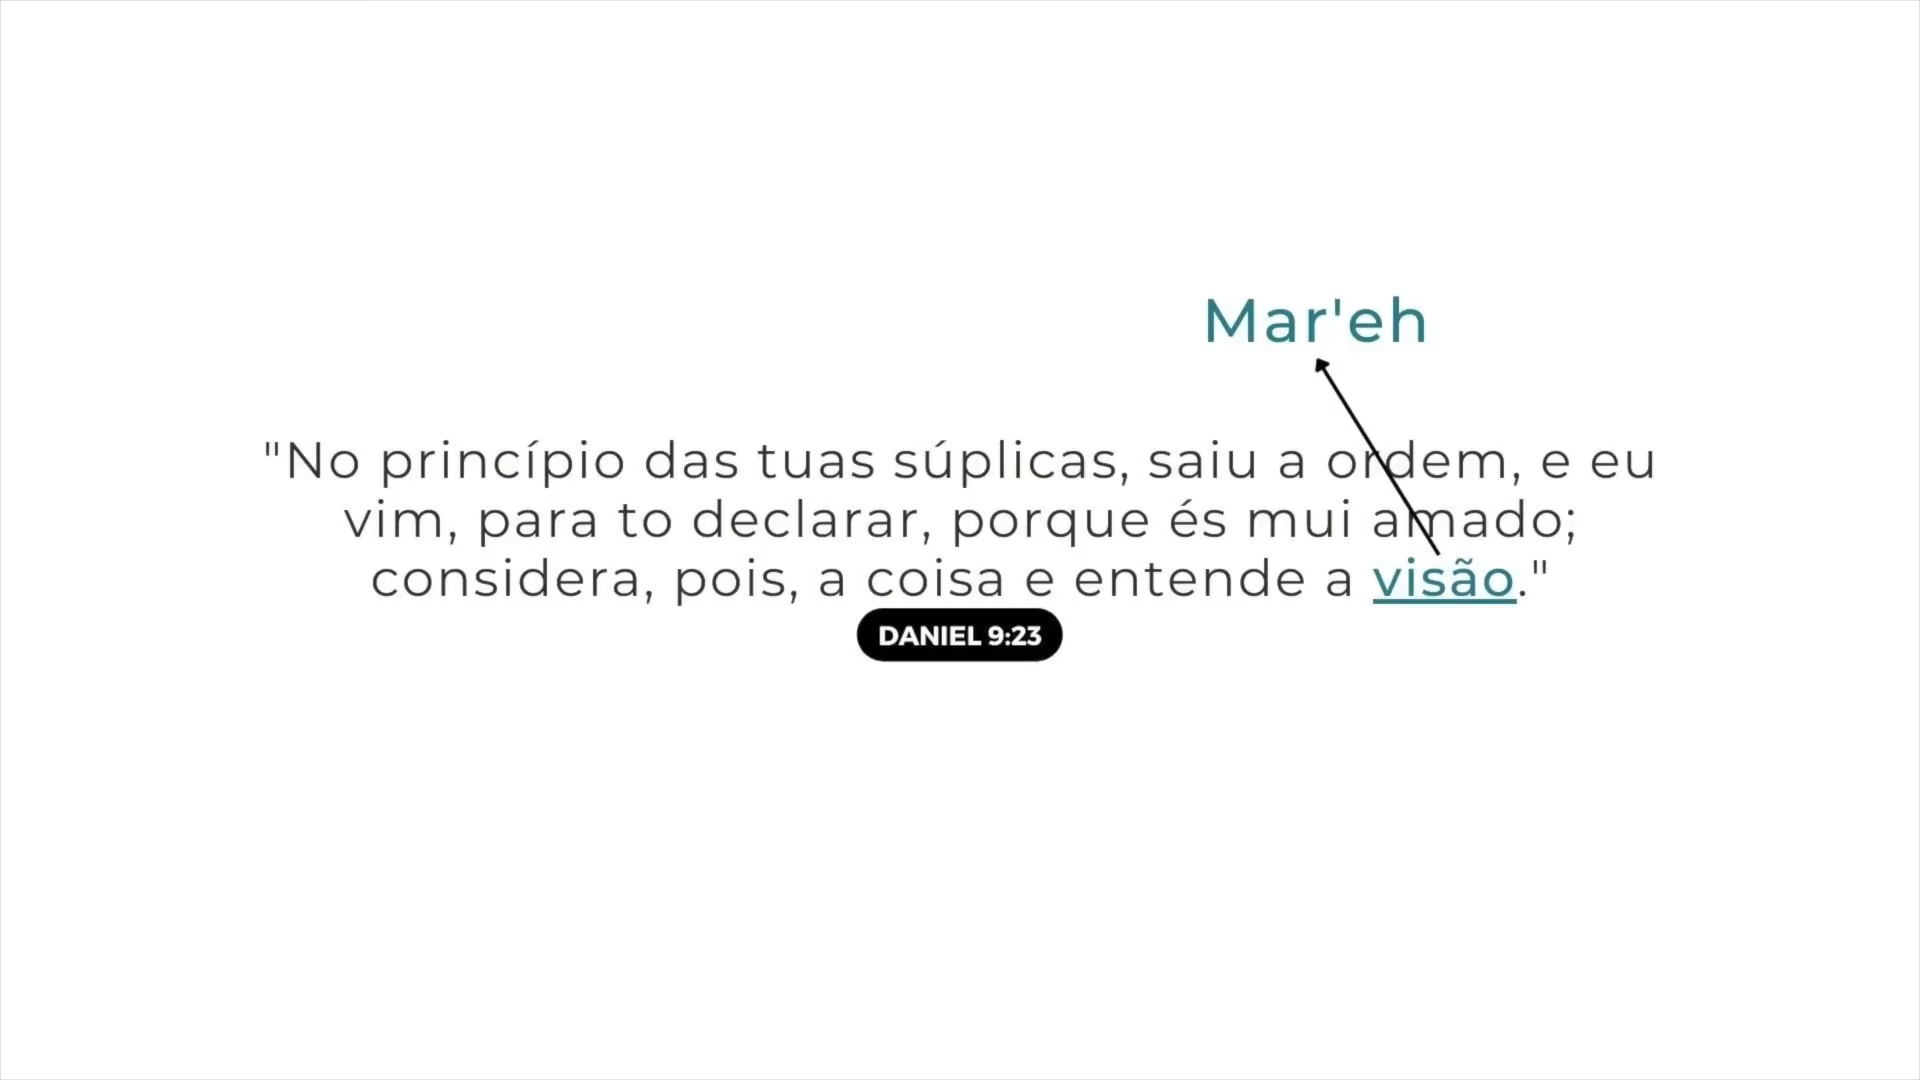 Mar'eh
"No princípio das tuas súplicas, saiu a ordem, e eu
vim, para to declarar, porque és mui amado;
considera, pois, a coisa e entende a visão."
DANIEL 9:23